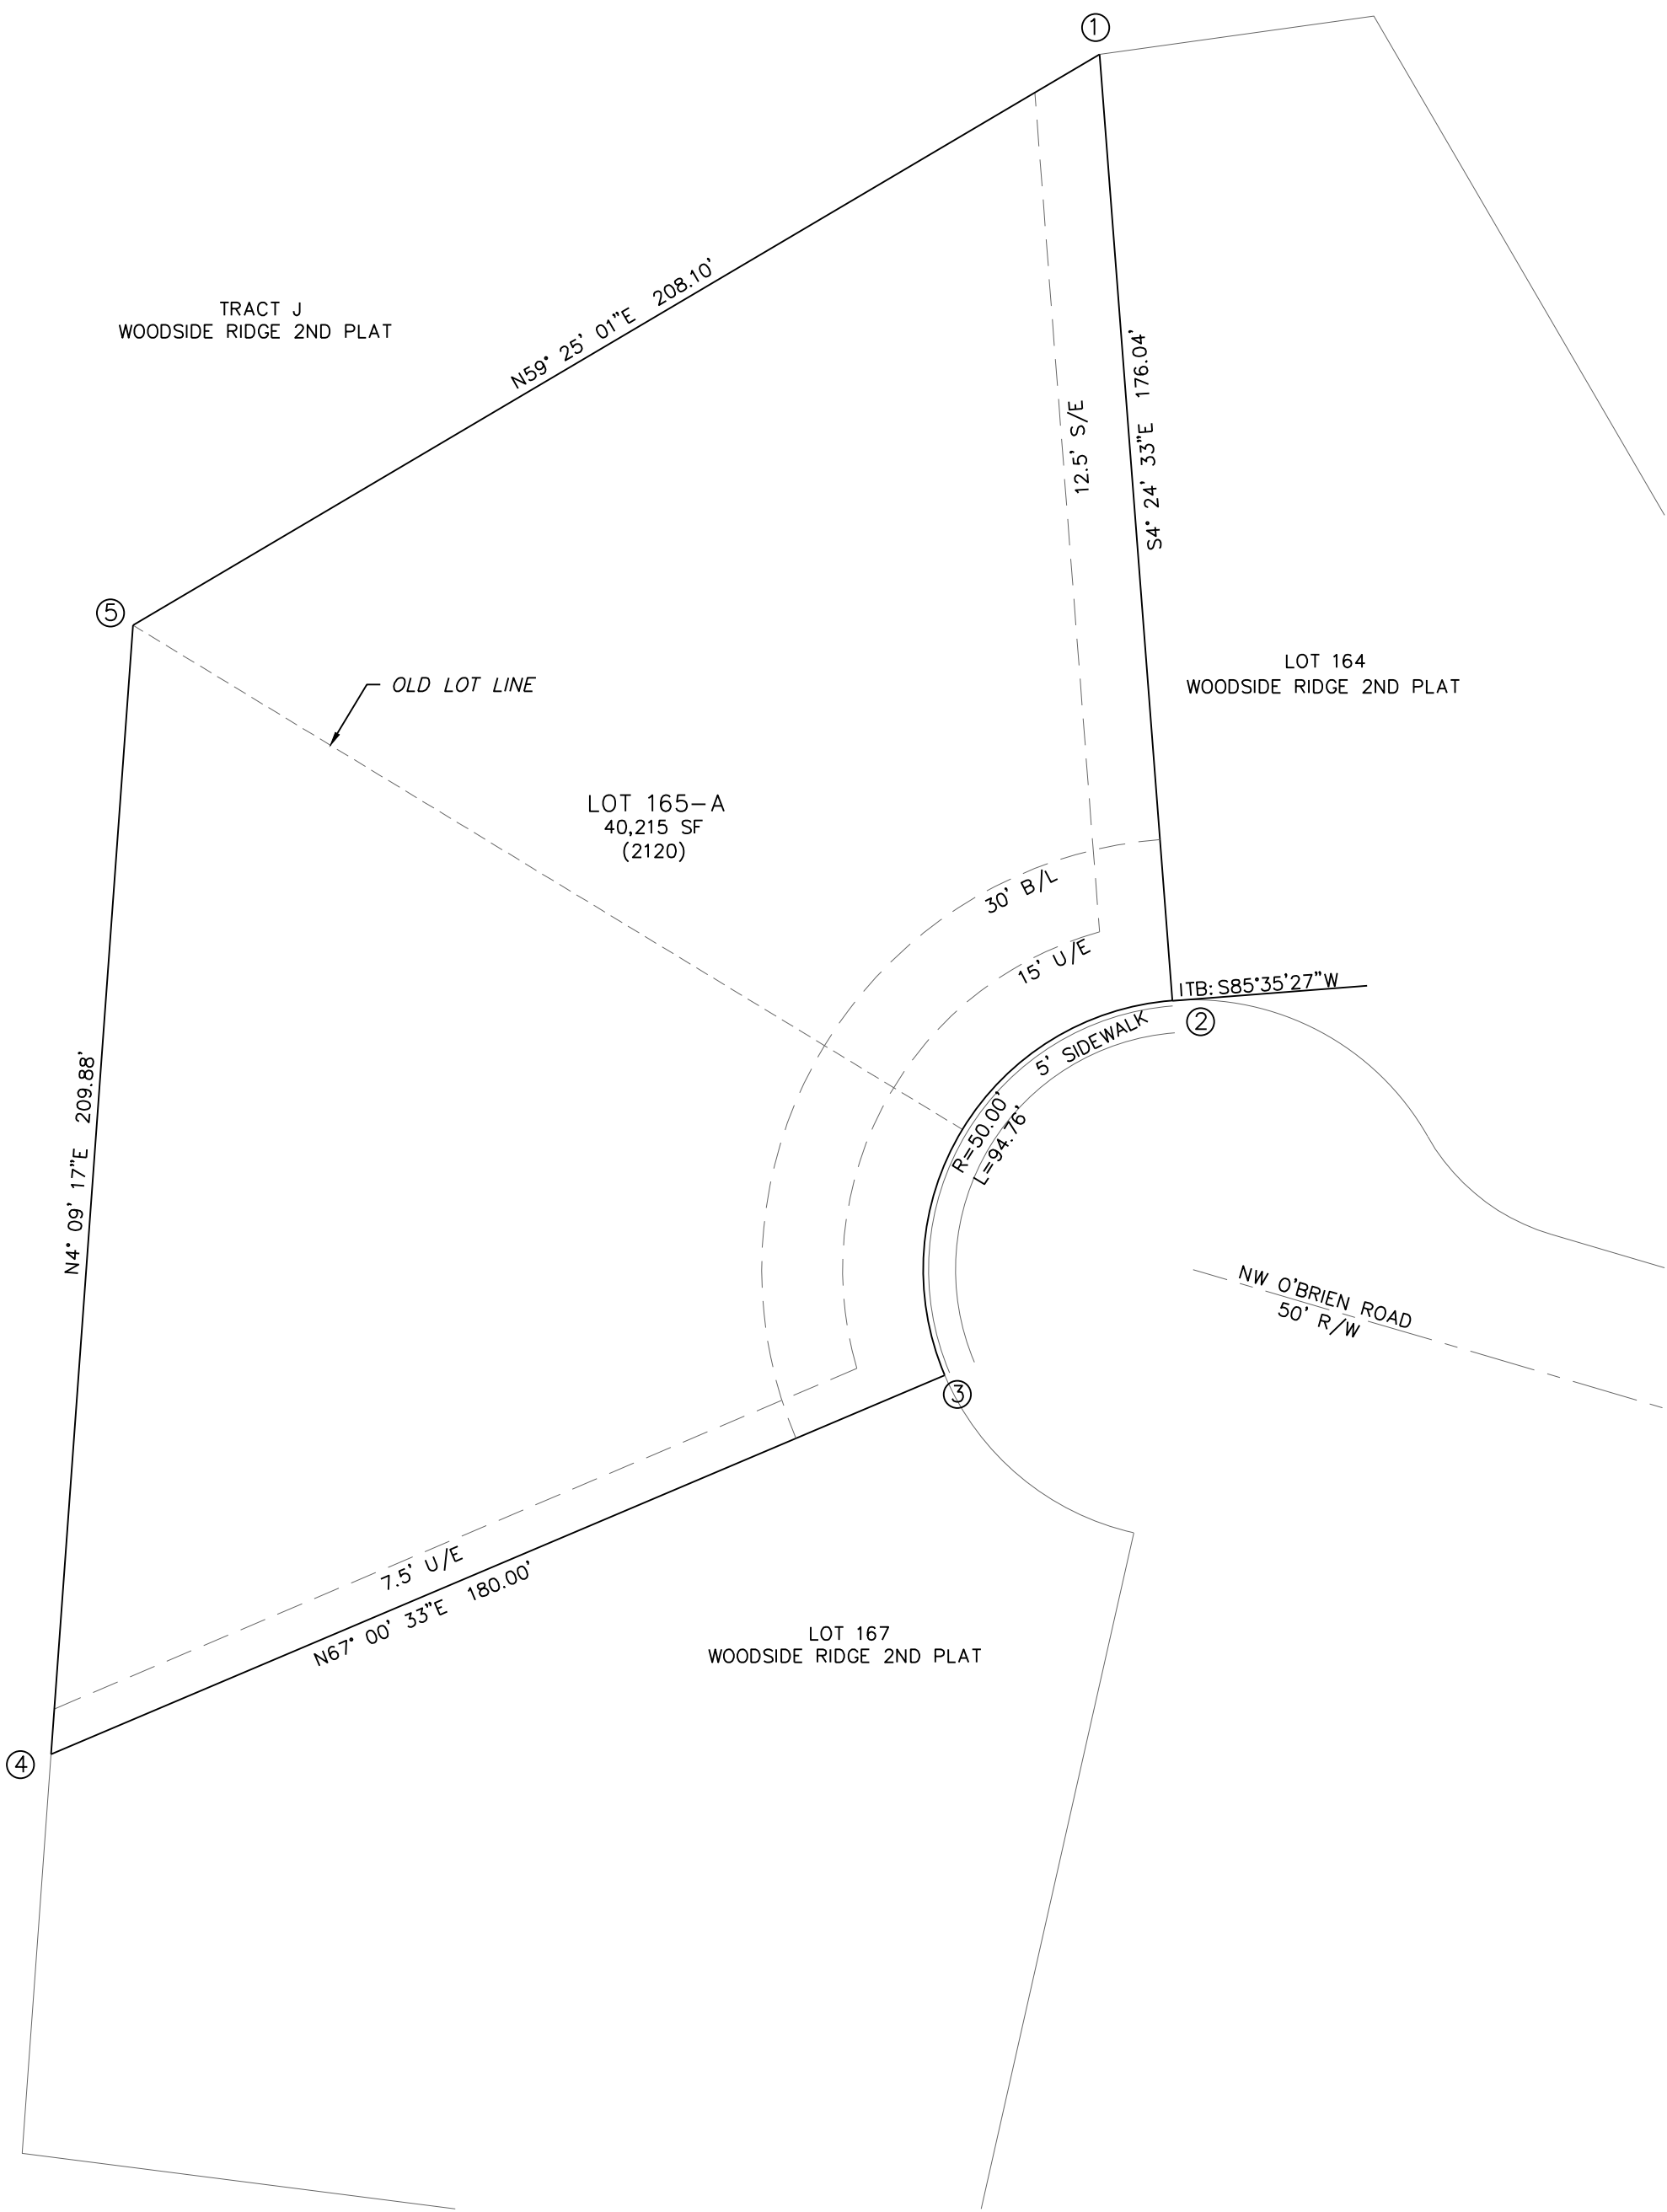 1
N59° 25' 01"E 208.10'
TRACT J
WOODSIDE RIDGE 2ND PLAT
12.5' S/E
S4° 24' 33"E 176.04'
5
OLD LOT LINE
LOT 164
WOODSIDE RIDGE 2ND PLAT
LOT 165-A
40,215 SF
(2120)
30' B/L
15' U/E
ITB: S85°35'27"W
2
5' SIDEWALK
R=50.00'
L=94.76'
N4° 09' 17"E 209.88'
NW O'BRIEN ROAD
50' R/W
3
7.5' U/E
N67° 00' 33"E 180.00'
LOT 167
WOODSIDE RIDGE 2ND PLAT
4